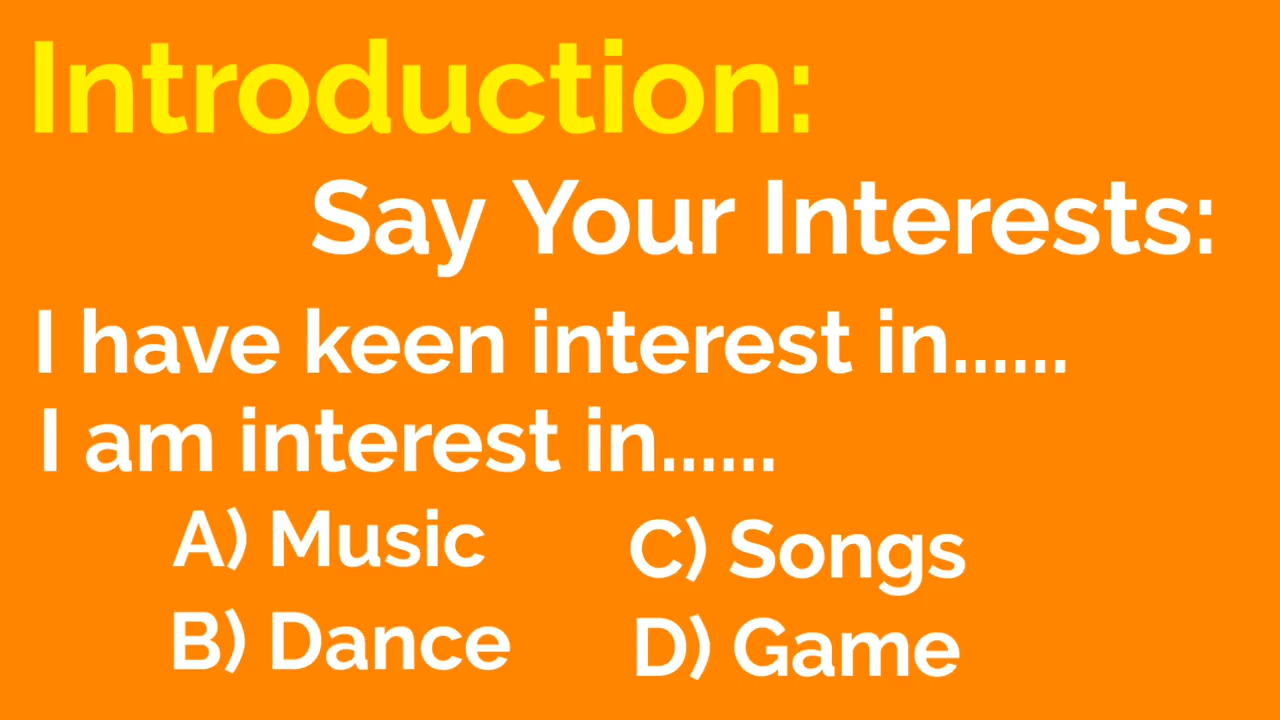 Introduction:
Say Your Interests:
I have keen interest in......
I am interest in......
A) Music
B) Dance
C) Songs
D) Game